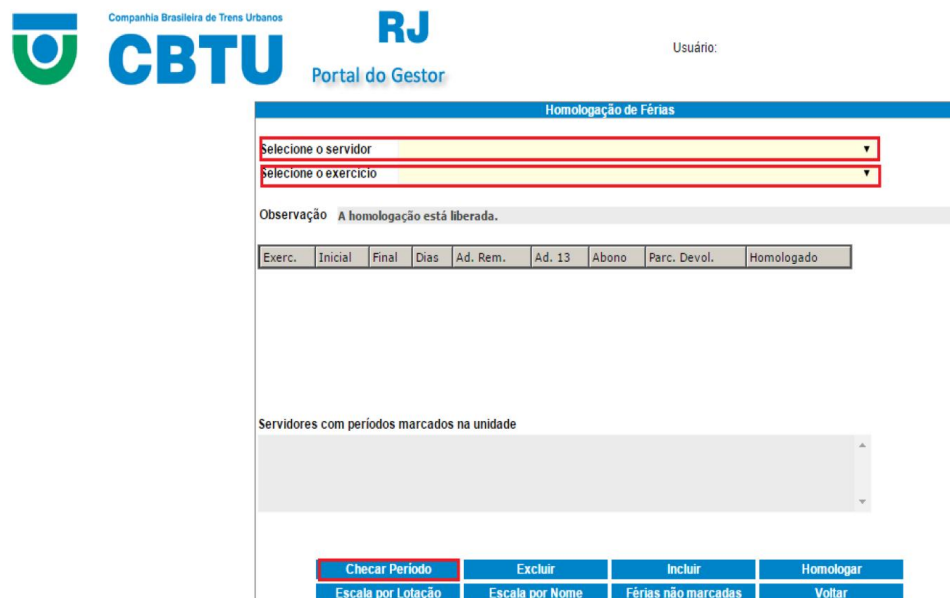 Companhia Brasileira de Trens Urbanos
CBTU
RJ
Portal do Gestor
Usuário:
Homologação de Férias
Selecione o servidor
Selecione o exercício
Observação A homologação está liberada.
Exerc. Inicial Final Dias Ad. Rem. Ad. 13 Abono Parc. Devol. Homologado
Servidores com períodos marcados na unidade
Checar Período Excluir Incluir Homologar
Escala por Lotação Escala por Nome Férias não marcadas Voltar